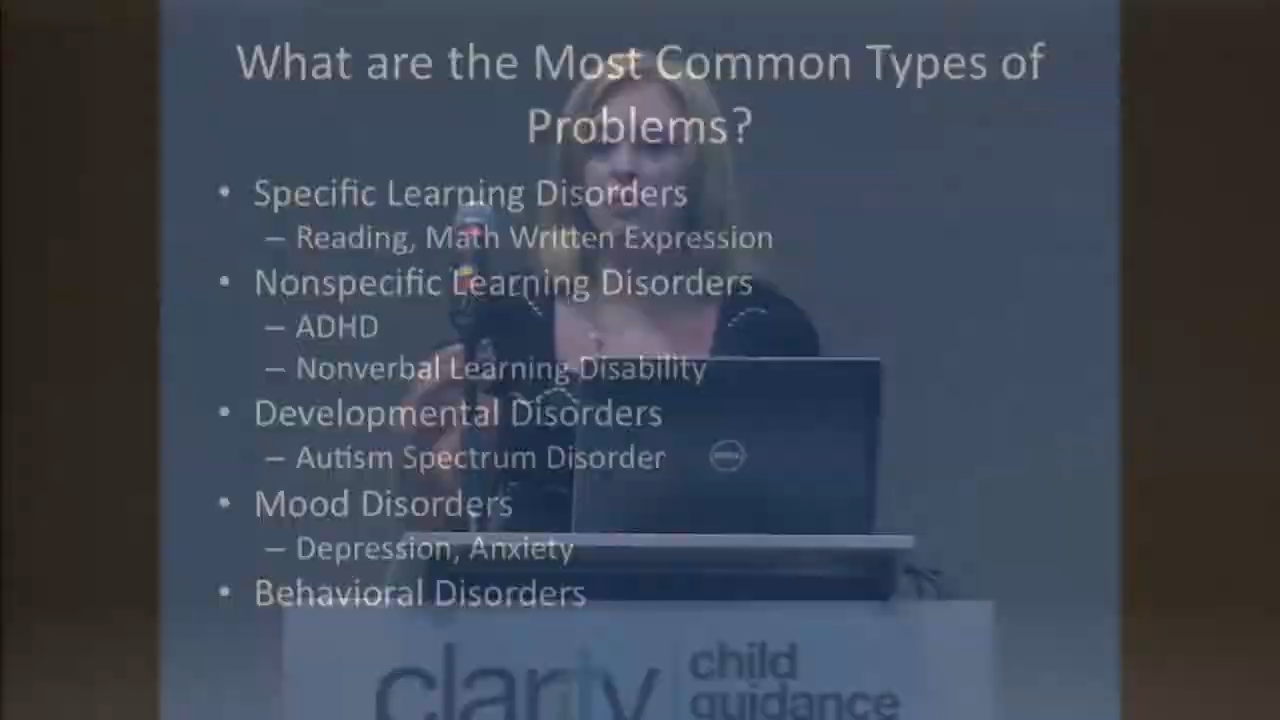 What are the Most Common Types of
Problems?
• Specific Learning Disorders
– Reading, Math Written Expression
• Nonspecific Learning Disorders
– ADHD
– Nonverbal Learning Disability
• Developmental Disorders
– Autism Spectrum Disorder
DELL
• Mood Disorders
– Depression, Anxiety
• Behavioral Disorders
clarity child
guidance